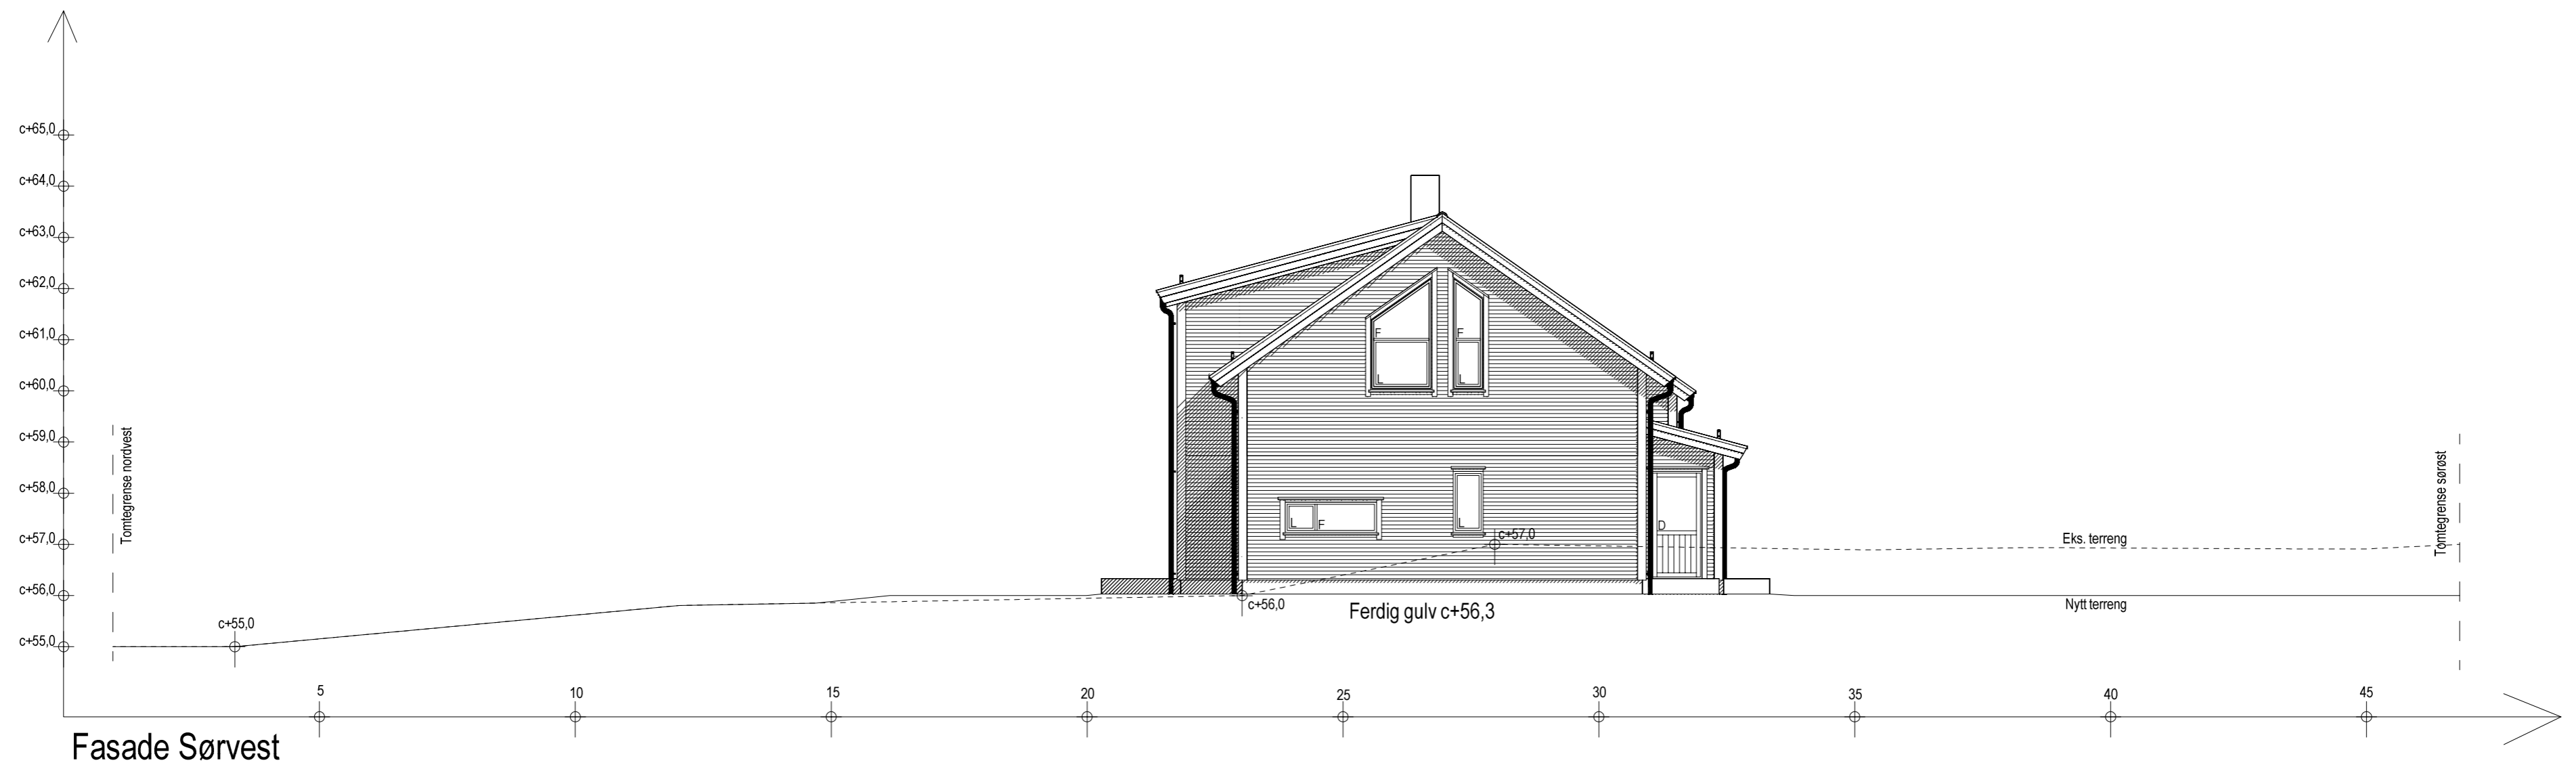 c+65,0
c+64,0
c+63,0
c+62,0
c+61,0
c+60,0
c+59,0
c+58,0
c+57,0
c+56,0
c+55,0
Tomtegrense nordvest
c+55,0
F
F
L
L
L
F
L
D
c+57,0
c+56,0
Ferdig gulv c+56,3
Eks. terreng
Nytt terreng
Tomtegrense sørøst
5
10
15
20
25
30
35
40
45
Fasade Sørvest